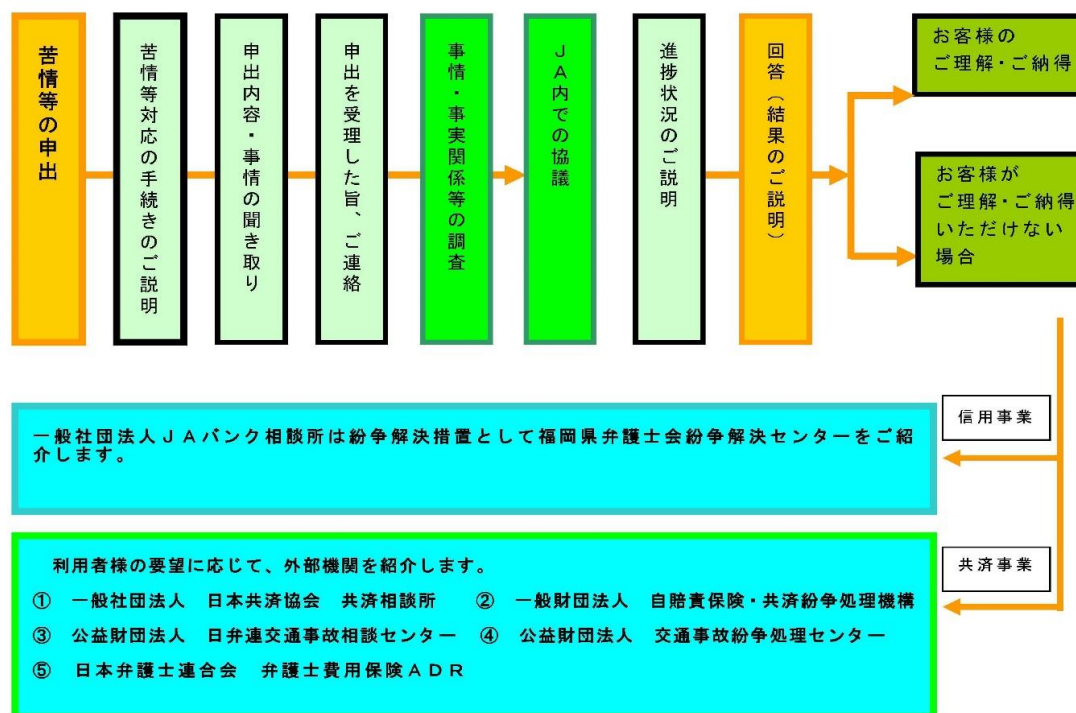 苦情等の申出
苦情等対応の手続きのご説明
申出内容・事情の聞き取り
申出を受理した旨、ご連絡
事情・事実関係等の調査
JA内での協議
進捗状況のご説明
回答（結果のご説明）
お客様の
ご理解・ご納得
お客様が
ご理解・ご納得
いただけない
場合
信用事業
一般社団法人JAバンク相談所は紛争解決措置として福岡県弁護士会紛争解決センターをご紹
介します。
共済事業
利用者様の要望に応じて、外部機関を紹介します。
① 一般社団法人 日本共済協会 共済相談所 ② 一般財団法人 自賠責保険・共済紛争処理機構
③ 公益財団法人 日弁連交通事故相談センター ④ 公益財団法人 交通事故紛争処理センター
⑤ 日本弁護士連合会 弁護士費用保険ADR